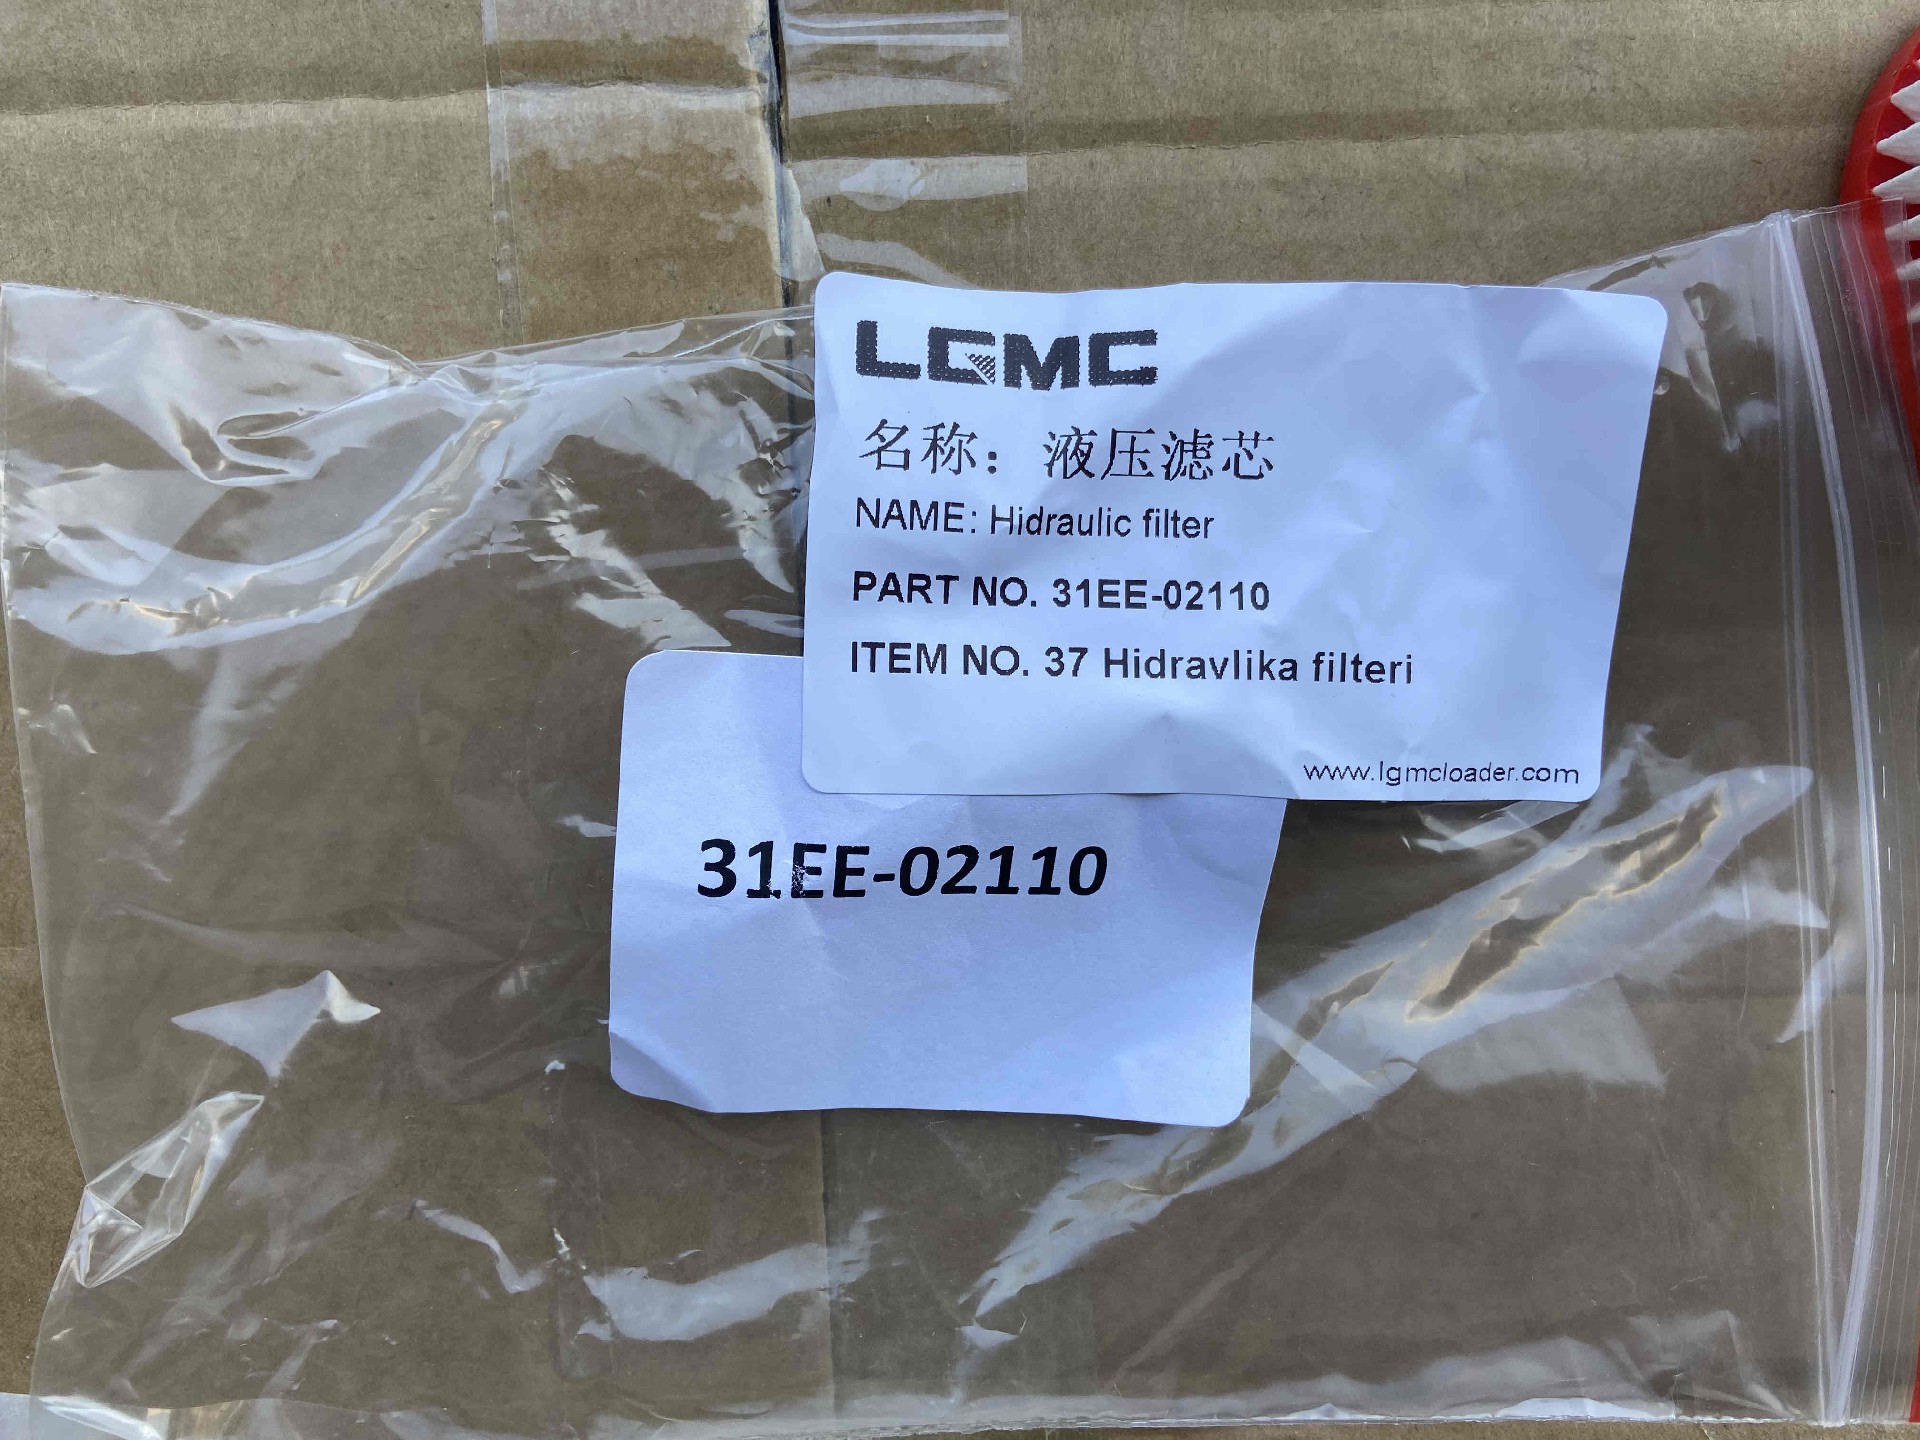 LGMC
名称：液压滤芯
NAME: Hidraulic filter
PART NO. 31EE-02110
ITEM NO. 37 Hidravlika filteri
www.lgmcloader.com
31EE-02110